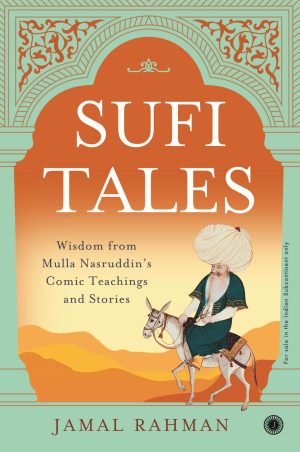 SUFI
TALES
Wisdom from
Mulla Nasruddin's
Comic Teachings
and Stories
For sale in the Indian Subcontinent only
JAMAL RAHMAN
J